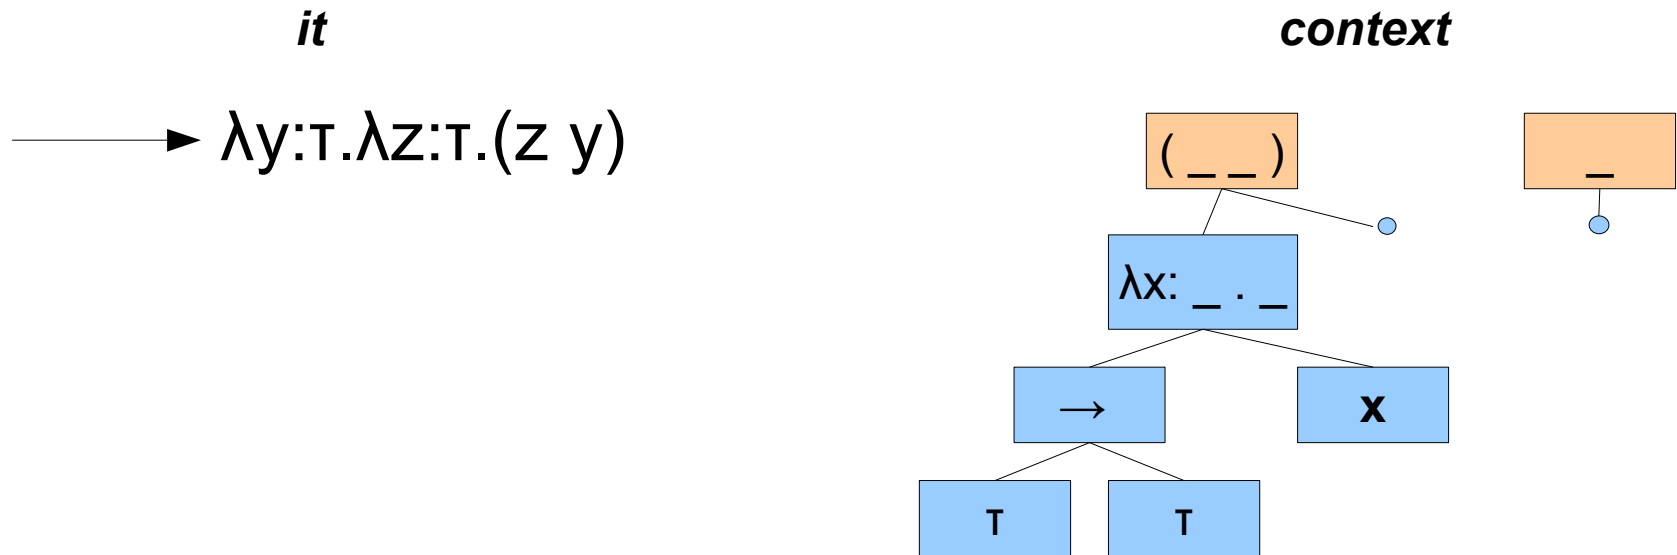 it
context
λy:τ.λz:τ.(z y)
( _ _ )
_
λx: _ . _
→
x
τ
τ